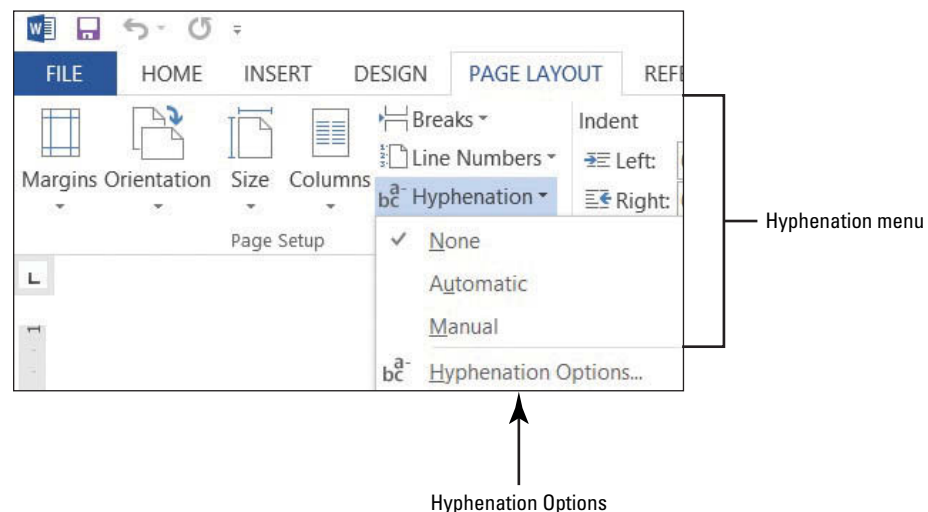 FILE HOME INSERT DESIGN PAGE LAYOUT REFE
Breaks Indent
Line Numbers Left:
Margins Orientation Size Columns
Hyphenation Right:
Page Setup
None
Automatic
Manual
Hyphenation Options...
Hyphenation menu
Hyphenation Options